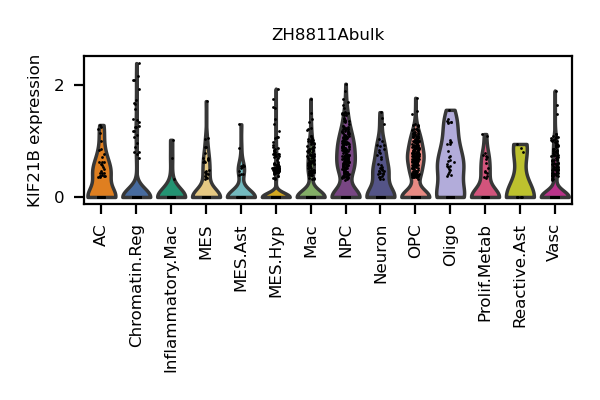 ZH8811Abulk
KIF21B expression
2
0
AC
Chromatin.Reg
Inflammatory.Mac
MES
MES.Ast
MES.Hyp
Mac
NPC
Neuron
OPC
Oligo
Prolif.Metab
Reactive.Ast
Vasc